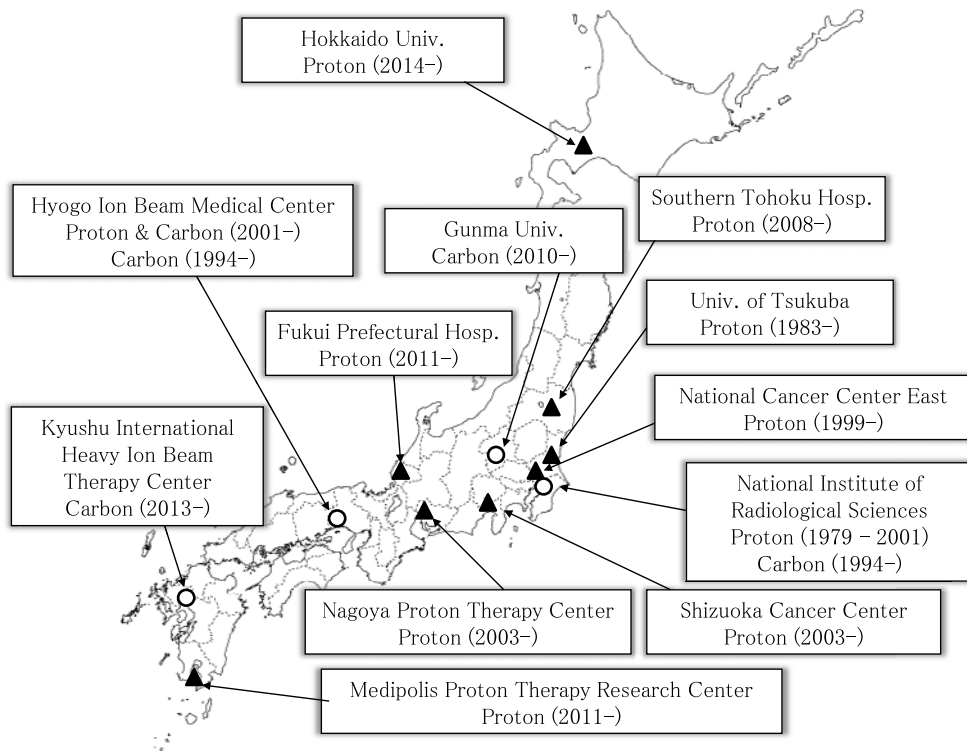 Hokkaido Univ.
Proton (2014-)
Hyogo Ion Beam Medical Center
Proton & Carbon (2001-)
Carbon (1994-)
Gunma Univ.
Carbon (2010-)
Southern Tohoku Hosp.
Proton (2008-)
Fukui Prefectural Hosp.
Proton (2011-)
Univ. of Tsukuba
Proton (1983-)
National Cancer Center East
Proton (1999-)
Kyushu International
Heavy Ion Beam
Therapy Center
Carbon (2013-)
National Institute of
Radiological Sciences
Proton (1979 – 2001)
Carbon (1994-)
Nagoya Proton Therapy Center
Proton (2003-)
Shizuoka Cancer Center
Proton (2003-)
Medipolis Proton Therapy Research Center
Proton (2011-)